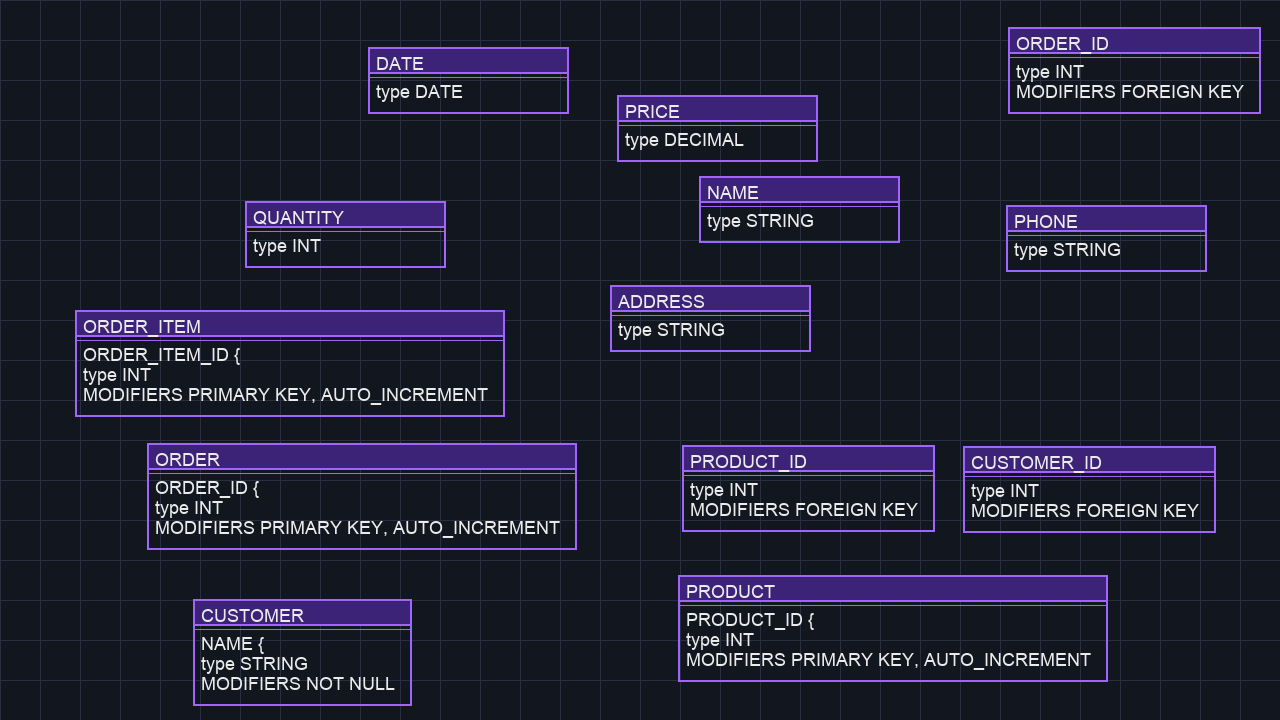 DATE
type DATE
ORDER_ID
type INT
MODIFIERS FOREIGN KEY
PRICE
type DECIMAL
NAME
type STRING
QUANTITY
type INT
PHONE
type STRING
ADDRESS
type STRING
ORDER_ITEM
ORDER_ITEM_ID {
type INT
MODIFIERS PRIMARY KEY, AUTO_INCREMENT
ORDER
ORDER_ID {
type INT
MODIFIERS PRIMARY KEY, AUTO_INCREMENT
PRODUCT_ID
type INT
MODIFIERS FOREIGN KEY
CUSTOMER_ID
type INT
MODIFIERS FOREIGN KEY
CUSTOMER
NAME {
type STRING
MODIFIERS NOT NULL
PRODUCT
PRODUCT_ID {
type INT
MODIFIERS PRIMARY KEY, AUTO_INCREMENT